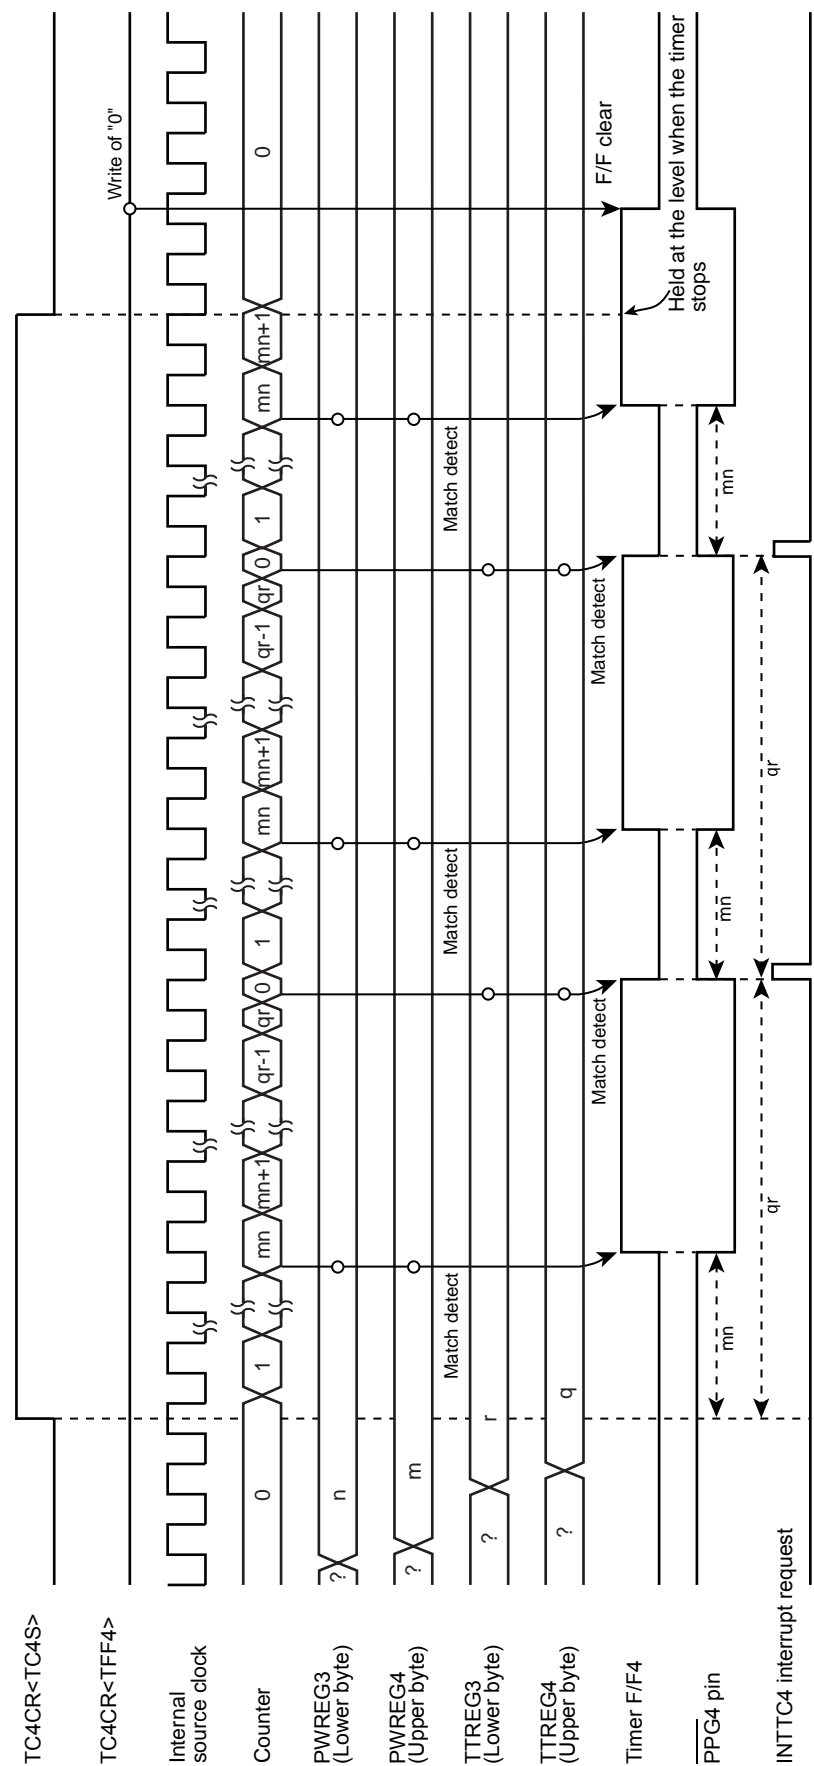 TC4CR<TC4S>
TC4CR<TFF4>
Write of "0"
Internal
source clock
Counter
0
1
mn
mn+1
qr-1
qr
0
1
mn
mn+1
qr-1
qr
0
1
mn
mn+1
0
PWREG3
(Lower byte)
?
n
PWREG4
(Upper byte)
?
m
Match detect
Match detect
Match detect
TTREG3
(Lower byte)
?
r
TTREG4
(Upper byte)
?
q
Match detect
Match detect
F/F clear
Timer F/F4
Held at the level when the timer
stops
PPG4 pin
mn
mn
mn
qr
qr
INTTC4 interrupt request